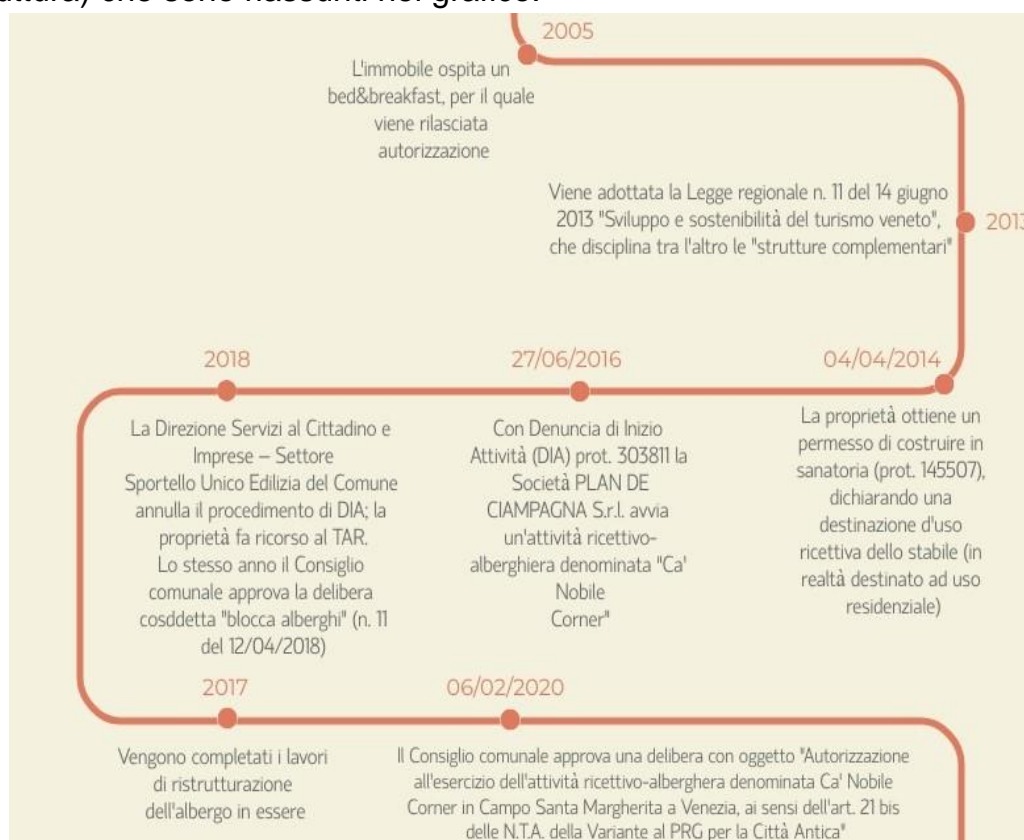 che sono riassunti nel grafico.
2005
L'immobile ospita un
bed&breakfast, per il quale
viene rilasciata
autorizzazione
Viene adottata la Legge regionale n. 11 del 14 giugno
2013 "Sviluppo e sostenibilità del turismo veneto",
che disciplina tra l'altro le "strutture complementari"
2013
04/04/2014
La proprietà ottiene un
permesso di costruire in
sanatoria (prot. 145507),
dichiarando una
destinazione d'uso
ricettiva dello stabile (in
realtà destinato ad uso
residenziale)
27/06/2016
Con Denuncia di Inizio
Attività (DIA) prot. 303811 la
Società PLAN DE
CIAMPAGNA S.r.l. avvia
un'attività ricettivo-
alberghiera denominata "Ca'
Nobile
Corner"
2018
La Direzione Servizi al Cittadino e
Imprese – Settore
Sportello Unico Edilizia del Comune
annulla il procedimento di DIA; la
proprietà fa ricorso al TAR.
Lo stesso anno il Consiglio
comunale approva la delibera
cosddetta "blocca alberghi" (n. 11
del 12/04/2018)
2017
Vengono completati i lavori
di ristrutturazione
dell'albergo in essere
06/02/2020
Il Consiglio comunale approva una delibera con oggetto "Autorizzazione
all'esercizio dell'attività ricettivo-alberghera denominata Ca' Nobile
Corner in Campo Santa Margherita a Venezia, ai sensi dell'art. 21 bis
delle N.T.A. della Variante al PRG per la Città Antica"